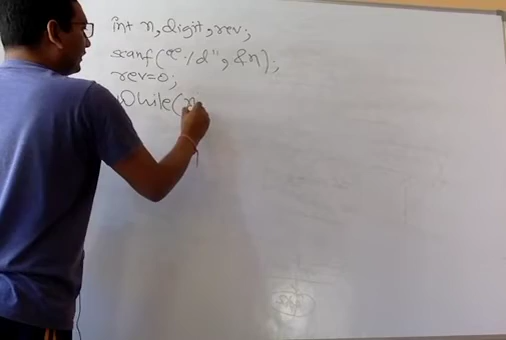 int n, digit, rev;
scanf("%d", &n);
rev=0;
While(n